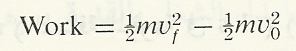 Work = ½mv_f² − ½mv_0²